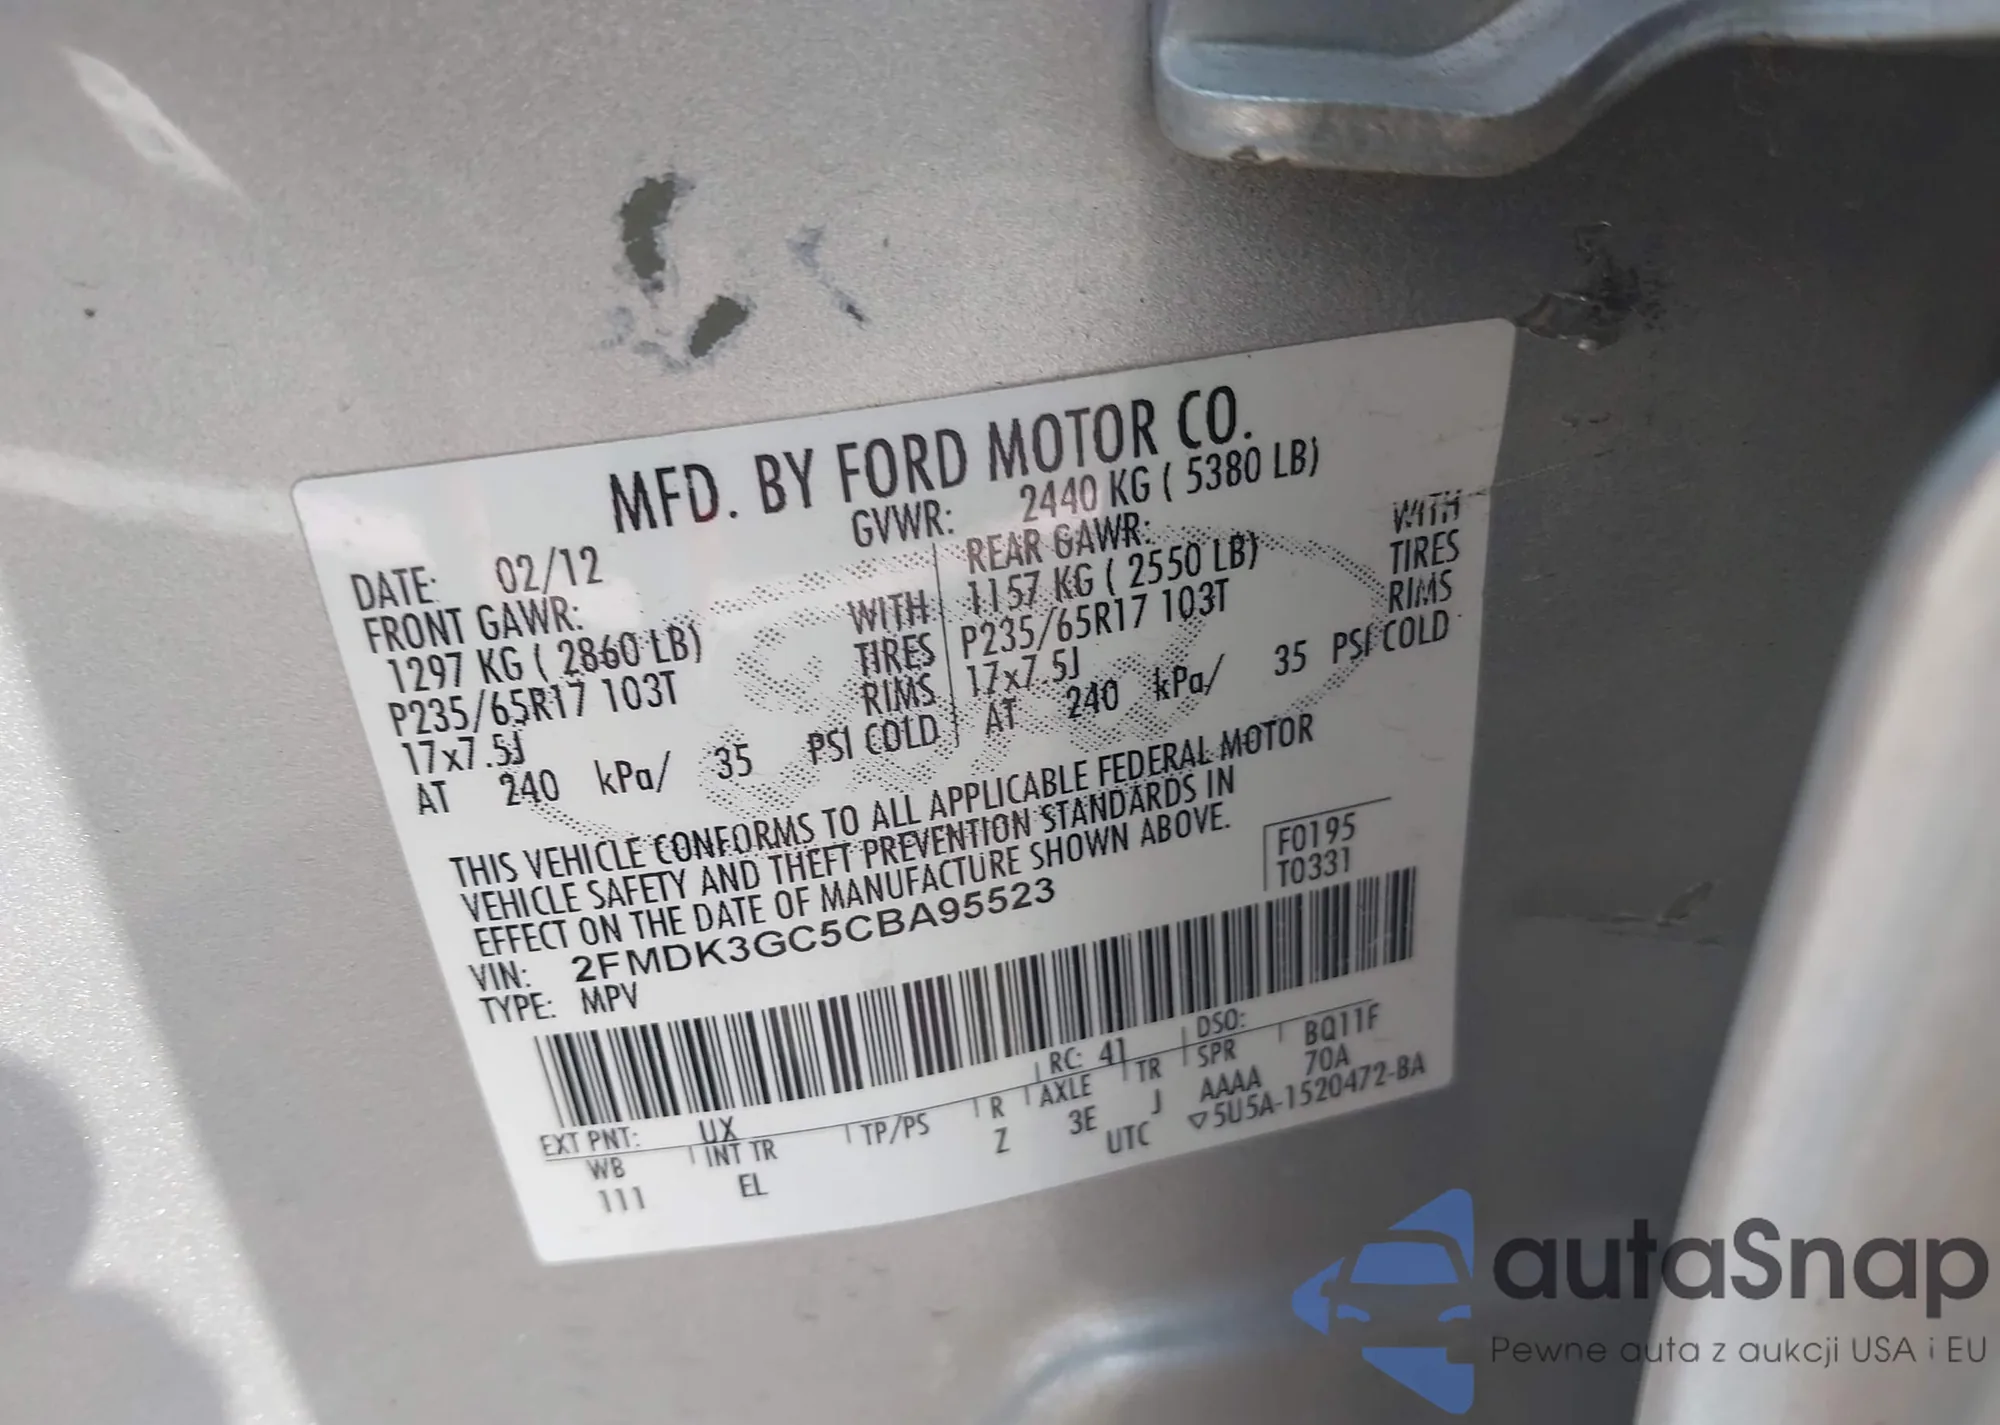 MFD. BY FORD MOTOR CO.
DATE: 02/12 GVWR: 2440 KG ( 5380 LB)
FRONT GAWR: REAR GAWR:
1297 KG ( 2860 LB) WITH 1157 KG ( 2550 LB) WITH
P235/65R17 103T TIRES P235/65R17 103T TIRES
17x7.5J RIMS 17x7.5J RIMS
AT 240 kPa/ 35 PSI COLD AT 240 kPa/ 35 PSI COLD
THIS VEHICLE CONFORMS TO ALL APPLICABLE FEDERAL MOTOR
VEHICLE SAFETY AND THEFT PREVENTION STANDARDS IN
EFFECT ON THE DATE OF MANUFACTURE SHOWN ABOVE.
VIN: 2FMDK3GC5CBA95523
TYPE: MPV
F0195
T0331
EXT PNT: UX RC: 41 DSO: BQ11F
WB INT TR TP/PS R AXLE TR SPR 70A
111 EL Z 3E J AAAA
UTC ▽5U5A-1520472-BA
autaSnap
Pewne auta z aukcji USA i EU